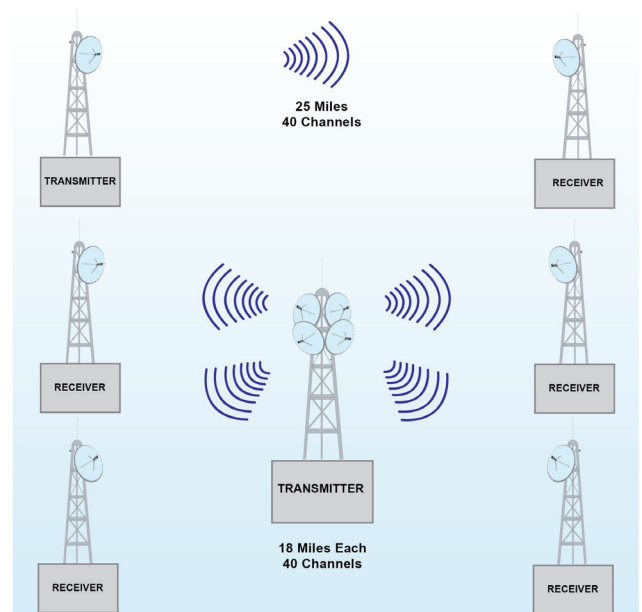 25 Miles
40 Channels
TRANSMITTER
RECEIVER
RECEIVER
RECEIVER
TRANSMITTER
18 Miles Each
40 Channels
RECEIVER
RECEIVER